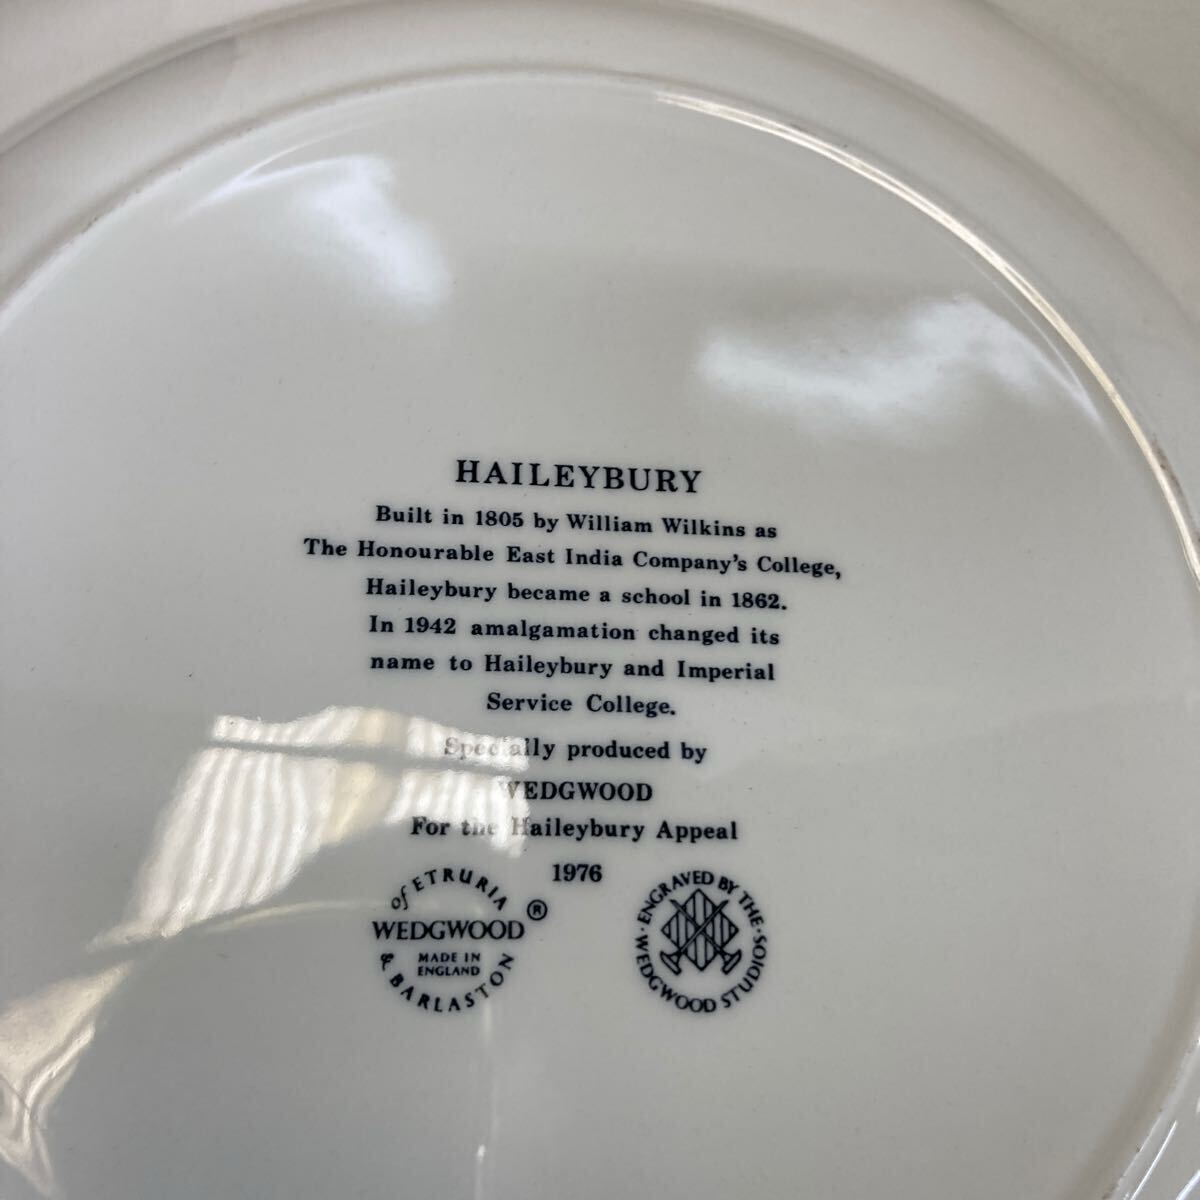 HAILEYBURY
Built in 1805 by William Wilkins as
The Honourable East India Company's College,
Haileybury became a school in 1862.
In 1942 amalgamation changed its
name to Haileybury and Imperial
Service College.
Specially produced by
WEDGWOOD
For the Haileybury Appeal
1976
of ETRURIA
WEDGWOOD ®
MADE IN
ENGLAND
& BARLASTON
· ENGRAVED BY THE ·
WEDGWOOD STUDIOS